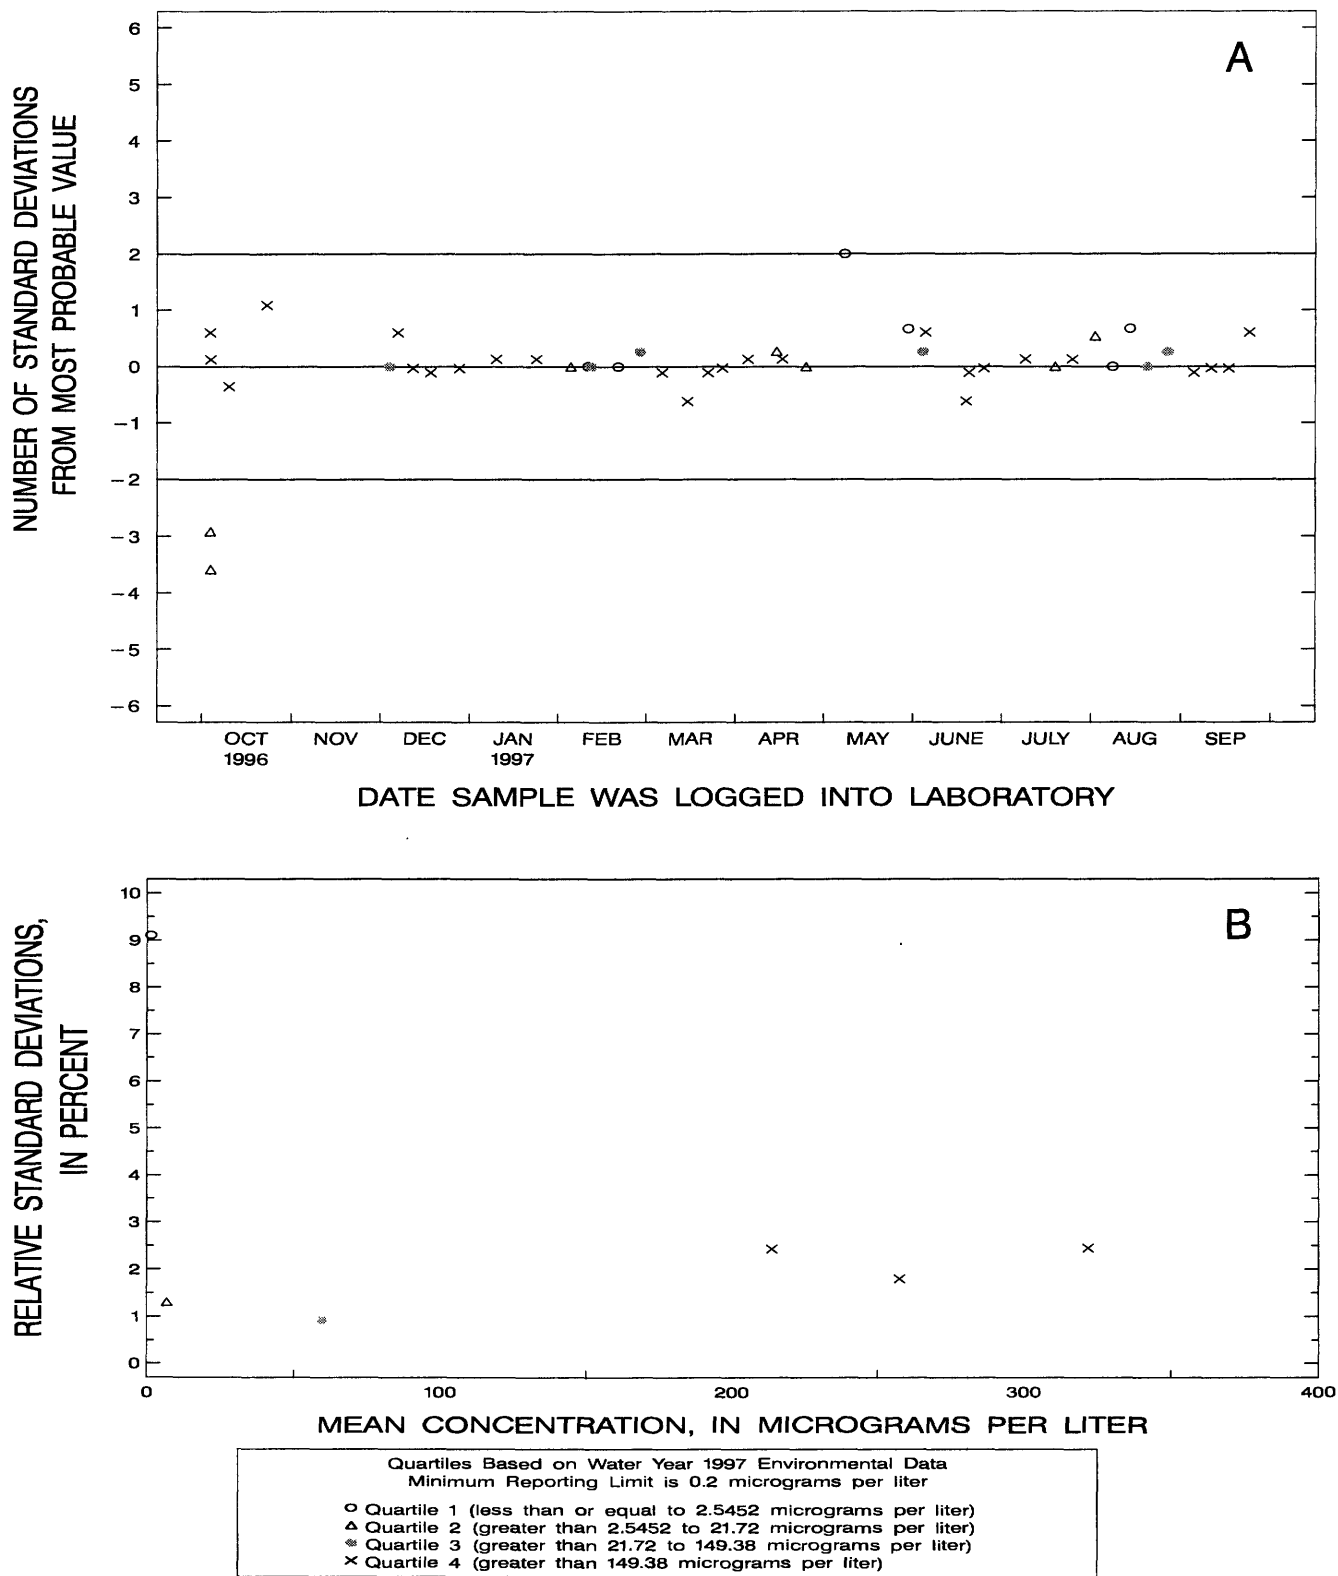 A
NUMBER OF STANDARD DEVIATIONS
FROM MOST PROBABLE VALUE
6
5
4
3
2
1
0
−1
−2
−3
−4
−5
−6
OCT NOV DEC JAN FEB MAR APR MAY JUNE JULY AUG SEP
1996 1997
DATE SAMPLE WAS LOGGED INTO LABORATORY
B
RELATIVE STANDARD DEVIATIONS,
IN PERCENT
10
9
8
7
6
5
4
3
2
1
0
0 100 200 300 400
MEAN CONCENTRATION, IN MICROGRAMS PER LITER
Quartiles Based on Water Year 1997 Environmental Data
Minimum Reporting Limit is 0.2 micrograms per liter
Quartile 1 (less than or equal to 2.5452 micrograms per liter)
Quartile 2 (greater than 2.5452 to 21.72 micrograms per liter)
Quartile 3 (greater than 21.72 to 149.38 micrograms per liter)
Quartile 4 (greater than 149.38 micrograms per liter)